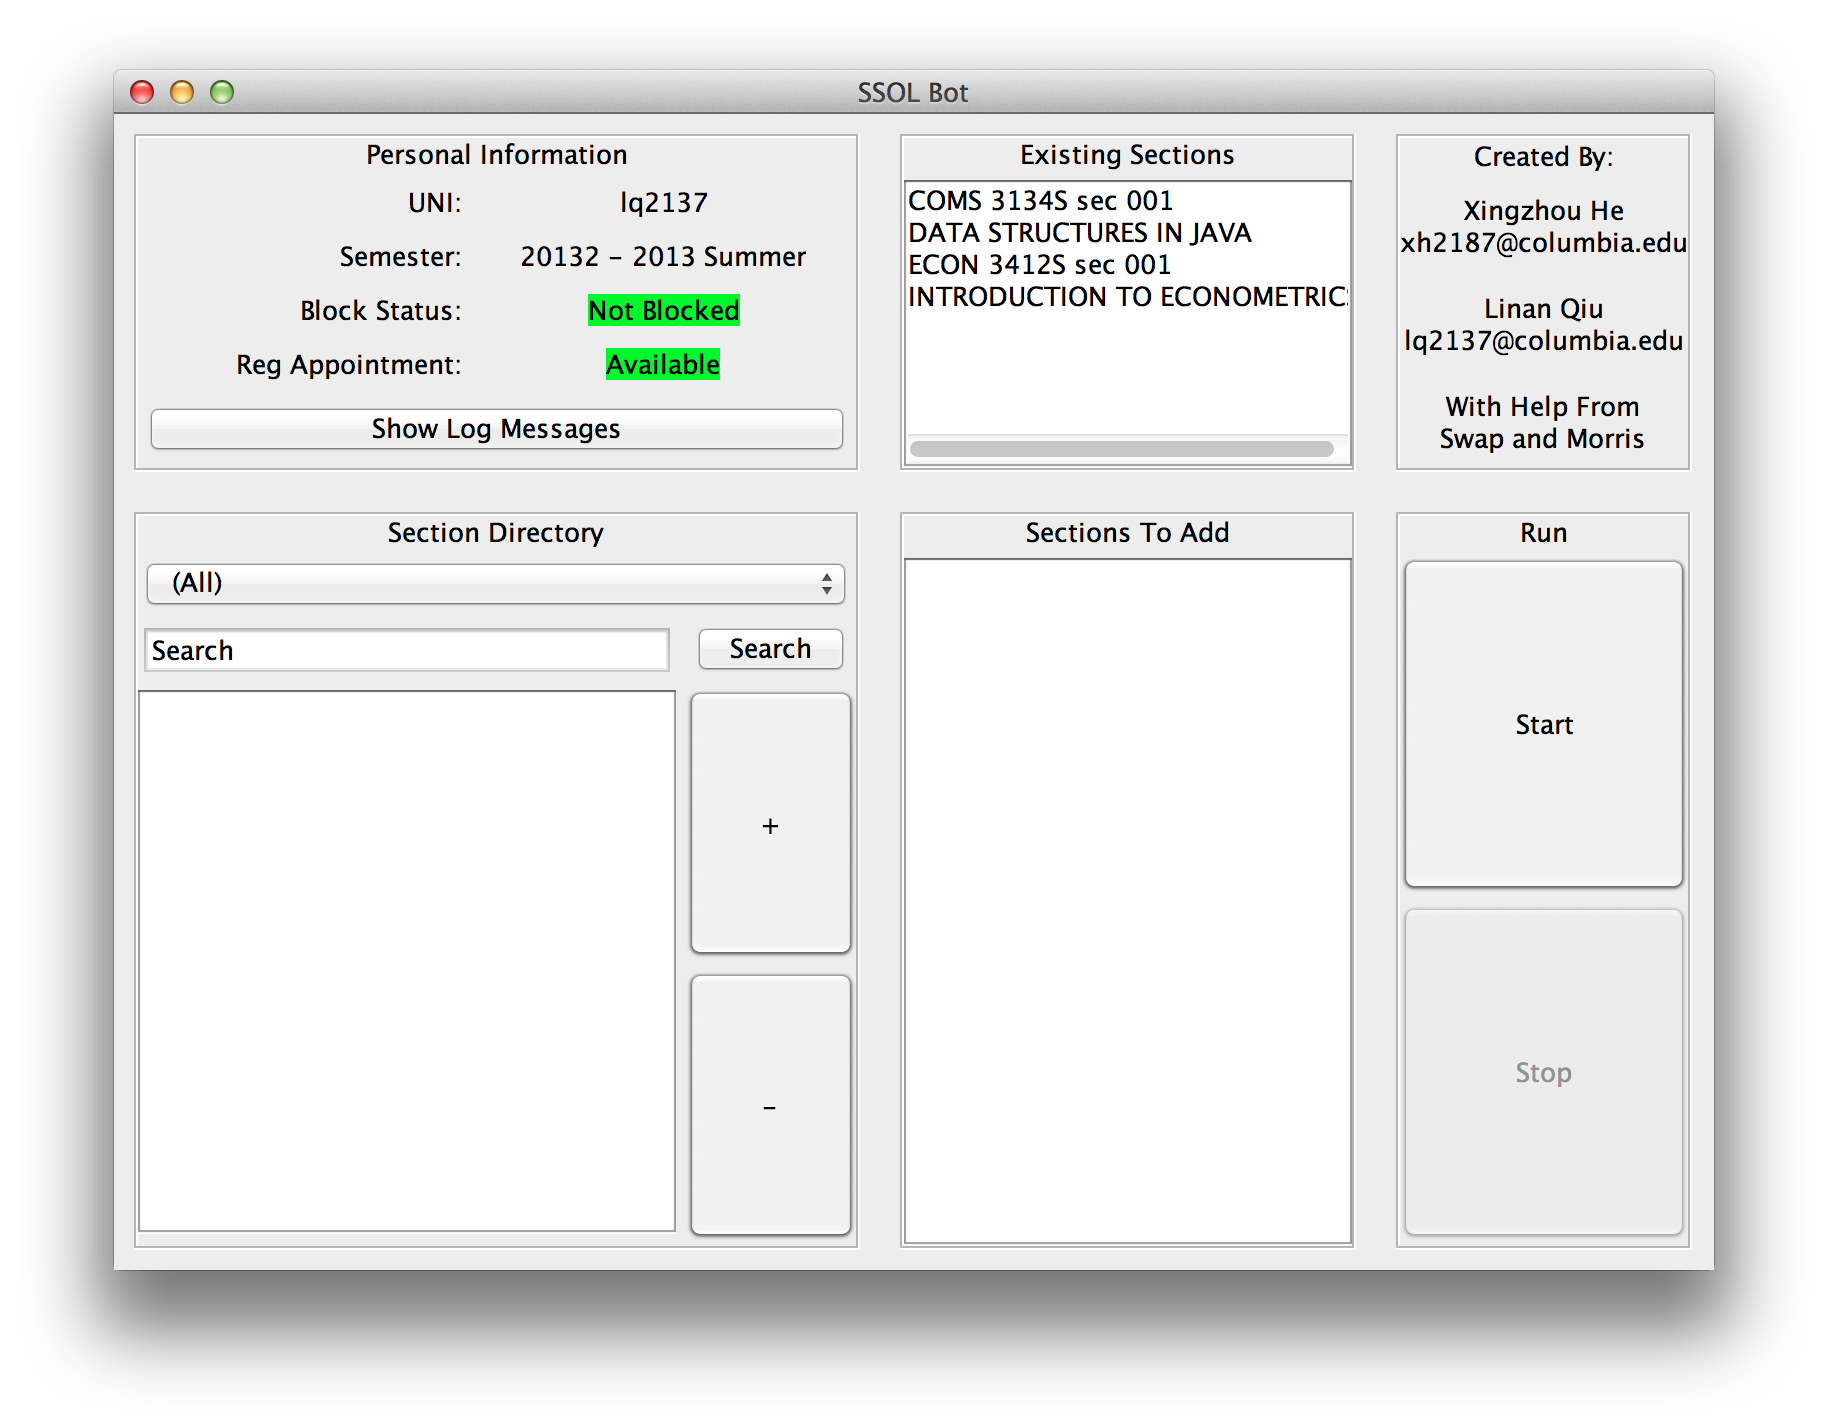 SSOL Bot
Personal Information
UNI: lq2137
Semester: 20132 - 2013 Summer
Block Status: Not Blocked
Reg Appointment: Available
Show Log Messages
Existing Sections
COMS 3134S sec 001
DATA STRUCTURES IN JAVA
ECON 3412S sec 001
INTRODUCTION TO ECONOMETRICS
Created By:
Xingzhou He
xh2187@columbia.edu
Linan Qiu
lq2137@columbia.edu
With Help From
Swap and Morris
Section Directory
(All)
Search Search
+
-
Sections To Add
Run
Start
Stop